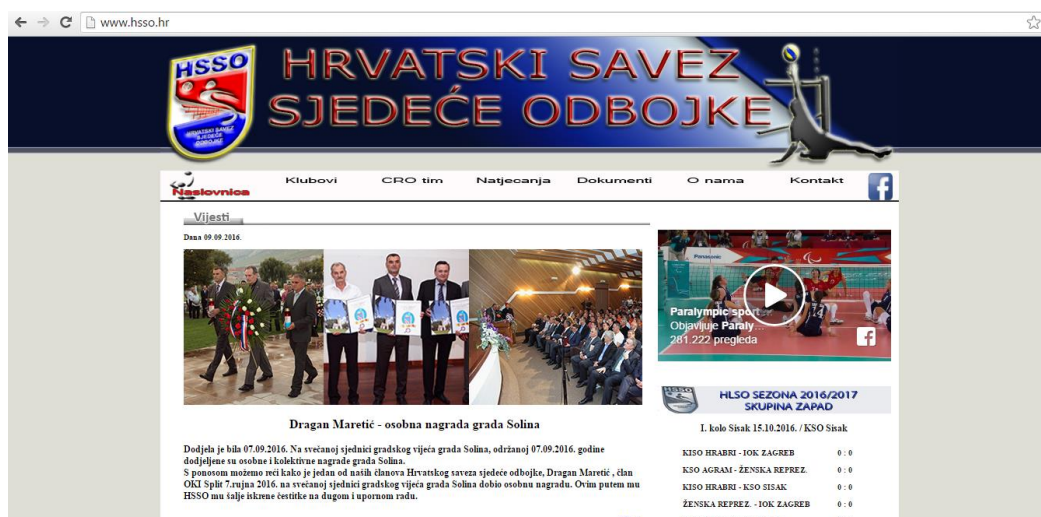 www.hsso.hr
HSSO
HRVATSKI SAVEZ
SJEDEĆE ODBOJKE
HRVATSKI SAVEZ
SJEDEĆE
ODBOJKE
Naslovnica Klubovi CRO tim Natjecanja Dokumenti O nama Kontakt
Vijesti
Dana 09.09.2016.
Dragan Maretić - osobna nagrada grada Solina
Dodjela je bila 07.09.2016. Na svečanoj sjednici gradskog vijeća grada Solina, održanoj 07.09.2016. godine
dodjeljene su osobne i kolektivne nagrade grada Solina.
S ponosom možemo reći kako je jedan od naših članova Hrvatskog saveza sjedeće odbojke, Dragan Maretić , član
OKI Split 7.rujna 2016. na svečanoj sjednici gradskog vijeća grada Solina dobio osobnu nagradu. Ovim putem mu
HSSO mu šalje iskrene čestitke na dugom i upornom radu.
Panasonic
14
Paralympic sport
Objavljuje Paraly...
281.222 pregleda
HSSO
HLSO SEZONA 2016/2017
SKUPINA ZAPAD
I. kolo Sisak 15.10.2016. / KSO Sisak
KISO HRABRI - IOK ZAGREB 0 : 0
KSO AGRAM - ŽENSKA REPREZ. 0 : 0
KISO HRABRI - KSO SISAK 0 : 0
ŽENSKA REPREZ. - IOK ZAGREB 0 : 0